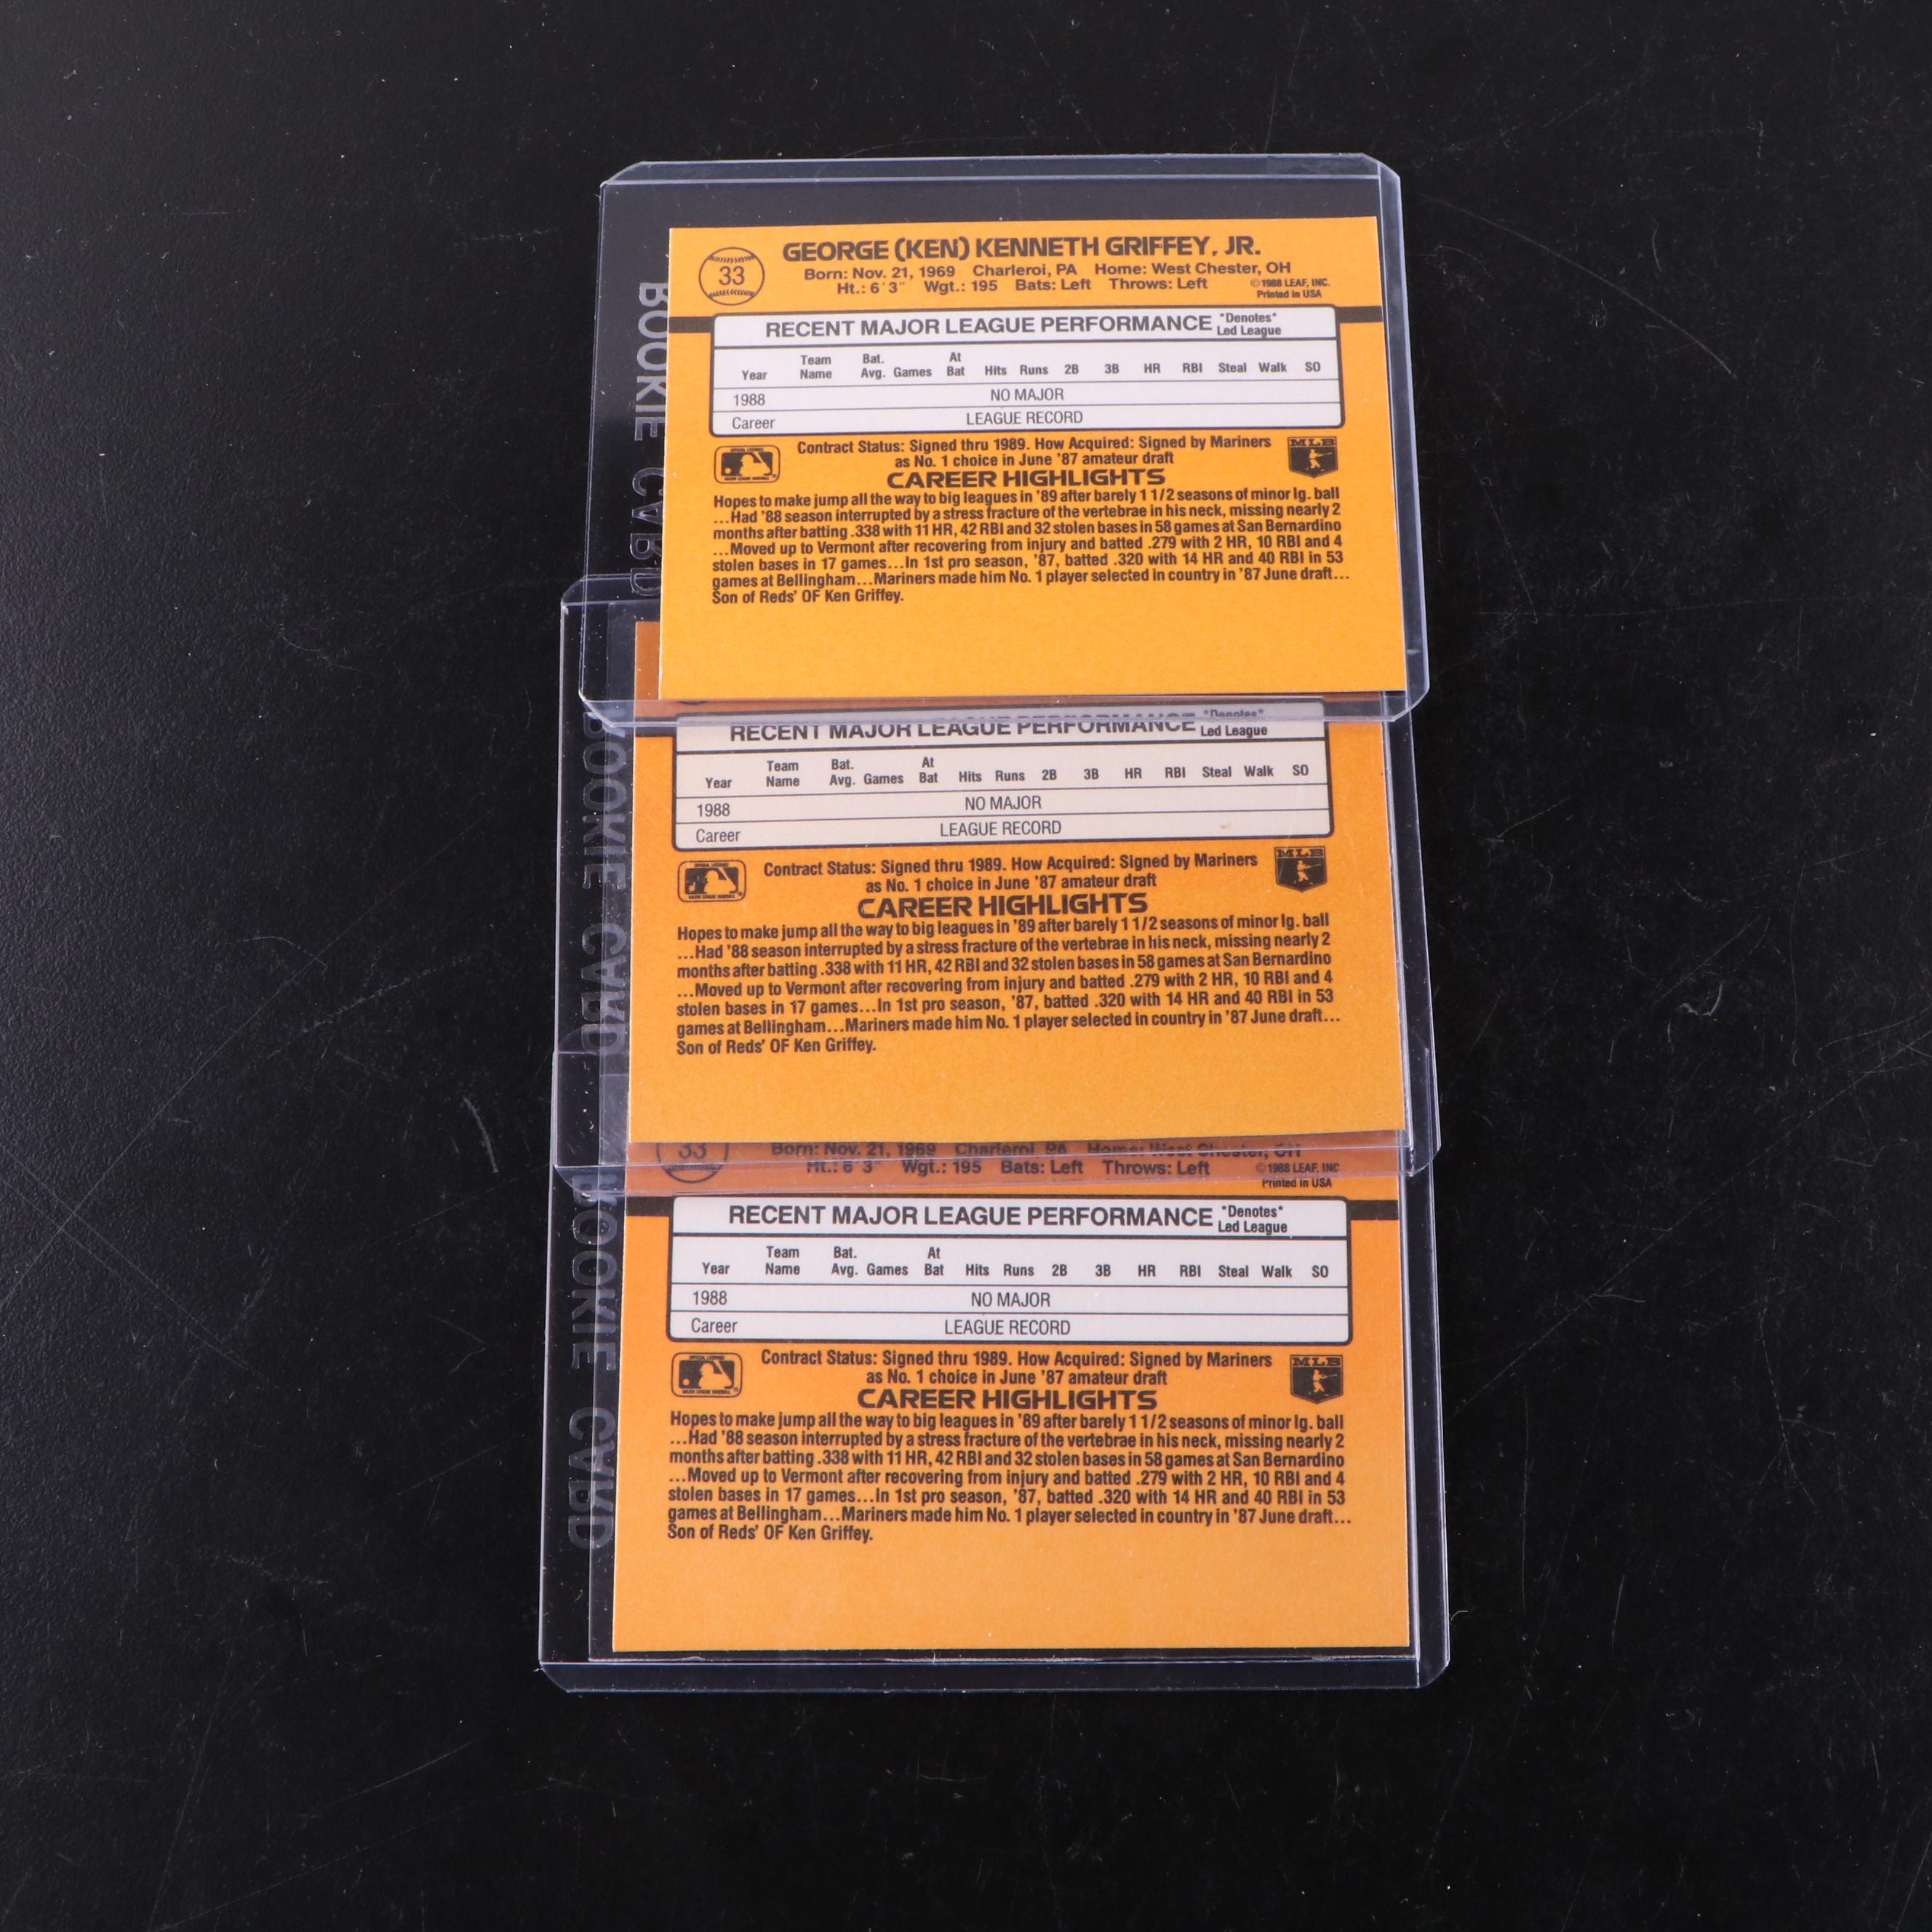 GEORGE (KEN) KENNETH GRIFFEY, JR.
33
Born: Nov. 21, 1969 Charleroi, PA Home: West Chester, OH
Ht.: 6'3" Wgt.: 195 Bats: Left Throws: Left
©1988 LEAF, INC.
Printed in USA
RECENT MAJOR LEAGUE PERFORMANCE *Denotes*
Led League
Year Team Name Bat. Avg. Games At Bat Hits Runs 2B 3B HR RBI Steal Walk SO
1988 NO MAJOR
Career LEAGUE RECORD
Contract Status: Signed thru 1989. How Acquired: Signed by Mariners
as No. 1 choice in June '87 amateur draft
MLB
CAREER HIGHLIGHTS
Hopes to make jump all the way to big leagues in '89 after barely 1 1/2 seasons of minor lg. ball
...Had '88 season interrupted by a stress fracture of the vertebrae in his neck, missing nearly 2
months after batting .338 with 11 HR, 42 RBI and 32 stolen bases in 58 games at San Bernardino
...Moved up to Vermont after recovering from injury and batted .279 with 2 HR, 10 RBI and 4
stolen bases in 17 games...In 1st pro season, '87, batted .320 with 14 HR and 40 RBI in 53
games at Bellingham...Mariners made him No. 1 player selected in country in '87 June draft...
Son of Reds' OF Ken Griffey.
ROOKIE CARD
RECENT MAJOR LEAGUE PERFORMANCE *Denotes*
Led League
Year Team Name Bat. Avg. Games At Bat Hits Runs 2B 3B HR RBI Steal Walk SO
1988 NO MAJOR
Career LEAGUE RECORD
Contract Status: Signed thru 1989. How Acquired: Signed by Mariners
as No. 1 choice in June '87 amateur draft
MLB
CAREER HIGHLIGHTS
Hopes to make jump all the way to big leagues in '89 after barely 1 1/2 seasons of minor lg. ball
...Had '88 season interrupted by a stress fracture of the vertebrae in his neck, missing nearly 2
months after batting .338 with 11 HR, 42 RBI and 32 stolen bases in 58 games at San Bernardino
...Moved up to Vermont after recovering from injury and batted .279 with 2 HR, 10 RBI and 4
stolen bases in 17 games...In 1st pro season, '87, batted .320 with 14 HR and 40 RBI in 53
games at Bellingham...Mariners made him No. 1 player selected in country in '87 June draft...
Son of Reds' OF Ken Griffey.
ROOKIE CARD
33
Born: Nov. 21, 1969 Charleroi, PA Home: West Chester, OH
Ht.: 6'3" Wgt.: 195 Bats: Left Throws: Left
©1988 LEAF, INC
Printed in USA
RECENT MAJOR LEAGUE PERFORMANCE *Denotes*
Led League
Year Team Name Bat. Avg. Games At Bat Hits Runs 2B 3B HR RBI Steal Walk SO
1988 NO MAJOR
Career LEAGUE RECORD
Contract Status: Signed thru 1989. How Acquired: Signed by Mariners
as No. 1 choice in June '87 amateur draft
MLB
CAREER HIGHLIGHTS
Hopes to make jump all the way to big leagues in '89 after barely 1 1/2 seasons of minor lg. ball
...Had '88 season interrupted by a stress fracture of the vertebrae in his neck, missing nearly 2
months after batting .338 with 11 HR, 42 RBI and 32 stolen bases in 58 games at San Bernardino
...Moved up to Vermont after recovering from injury and batted .279 with 2 HR, 10 RBI and 4
stolen bases in 17 games...In 1st pro season, '87, batted .320 with 14 HR and 40 RBI in 53
games at Bellingham...Mariners made him No. 1 player selected in country in '87 June draft...
Son of Reds' OF Ken Griffey.
ROOKIE CARD